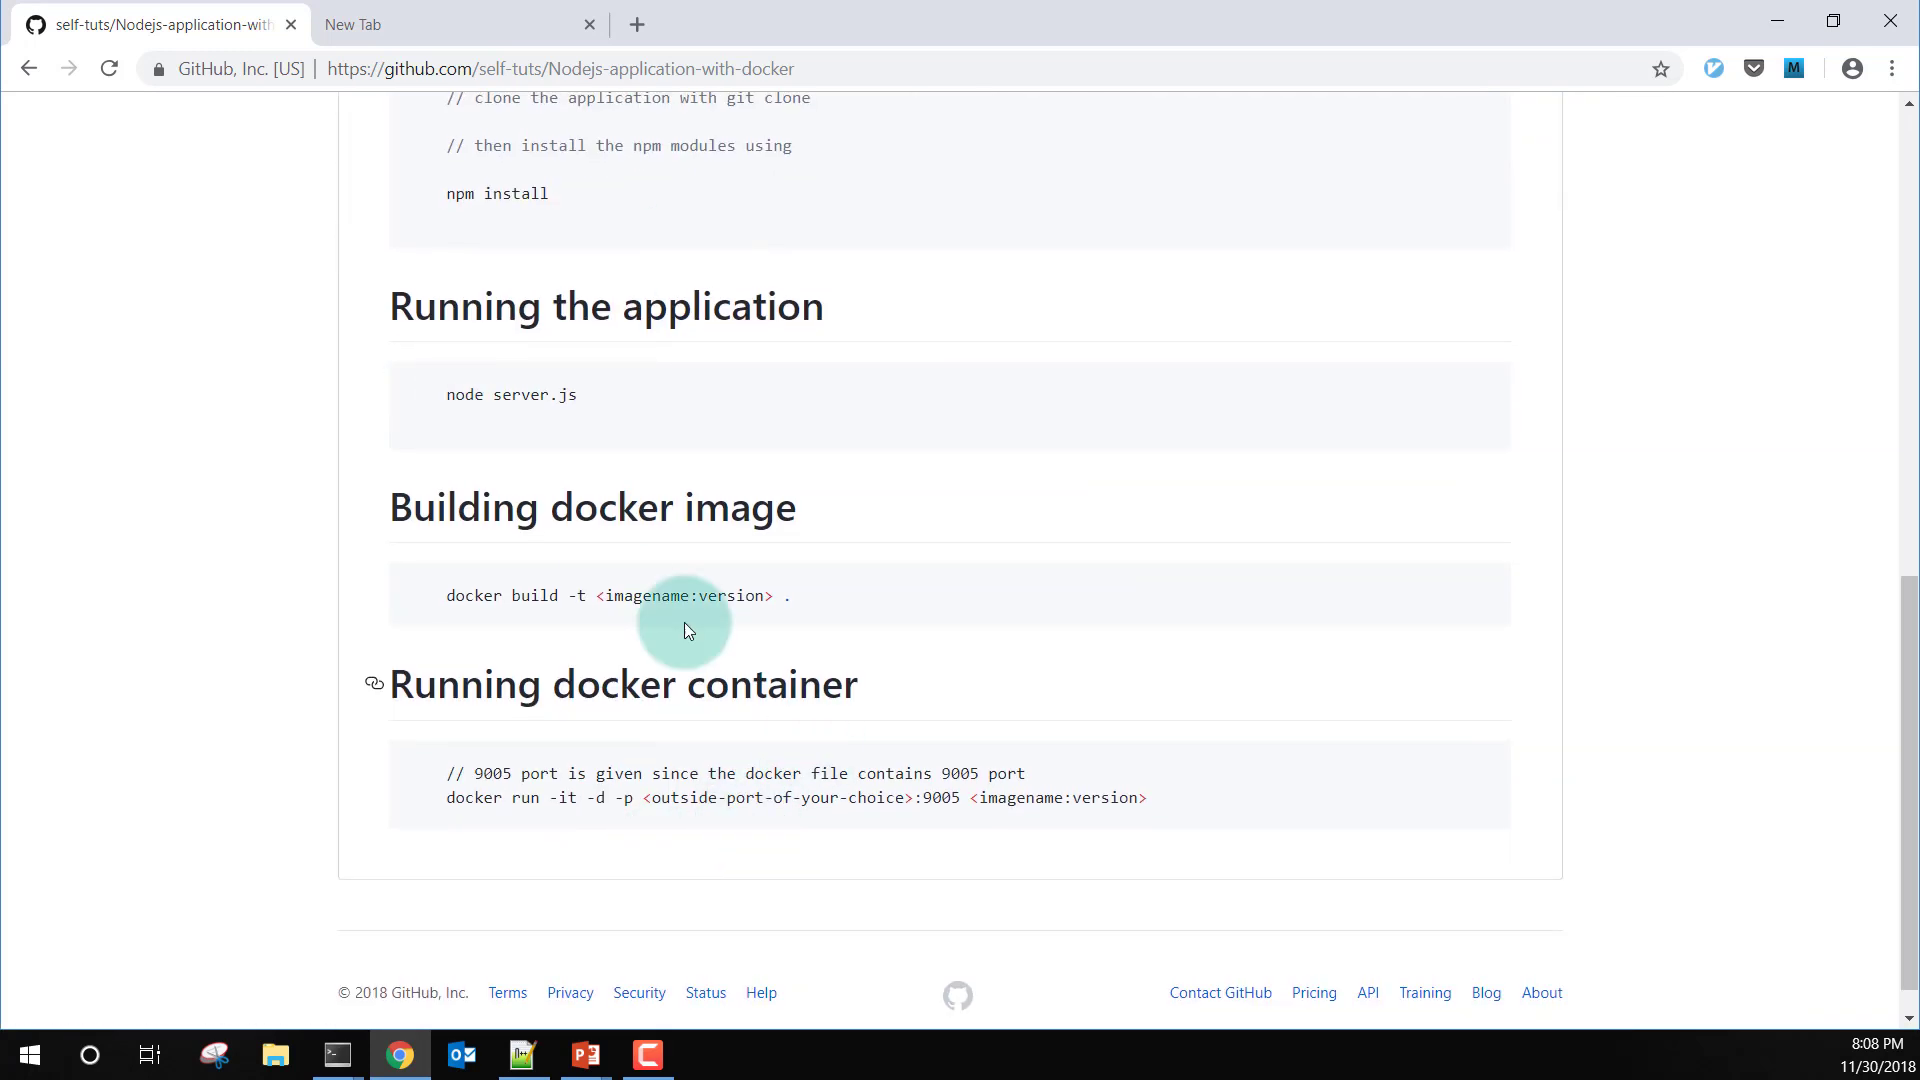 self-tuts/Nodejs-application-with
New Tab
GitHub, Inc. [US] | https://github.com/self-tuts/Nodejs-application-with-docker
M
// clone the application with git clone
// then install the npm modules using
npm install
Running the application
node server.js
Building docker image
docker build -t <imagename:version> .
Running docker container
// 9005 port is given since the docker file contains 9005 port
docker run -it -d -p <outside-port-of-your-choice>:9005 <imagename:version>
© 2018 GitHub, Inc. Terms Privacy Security Status Help Contact GitHub Pricing API Training Blog About
8:08 PM
11/30/2018